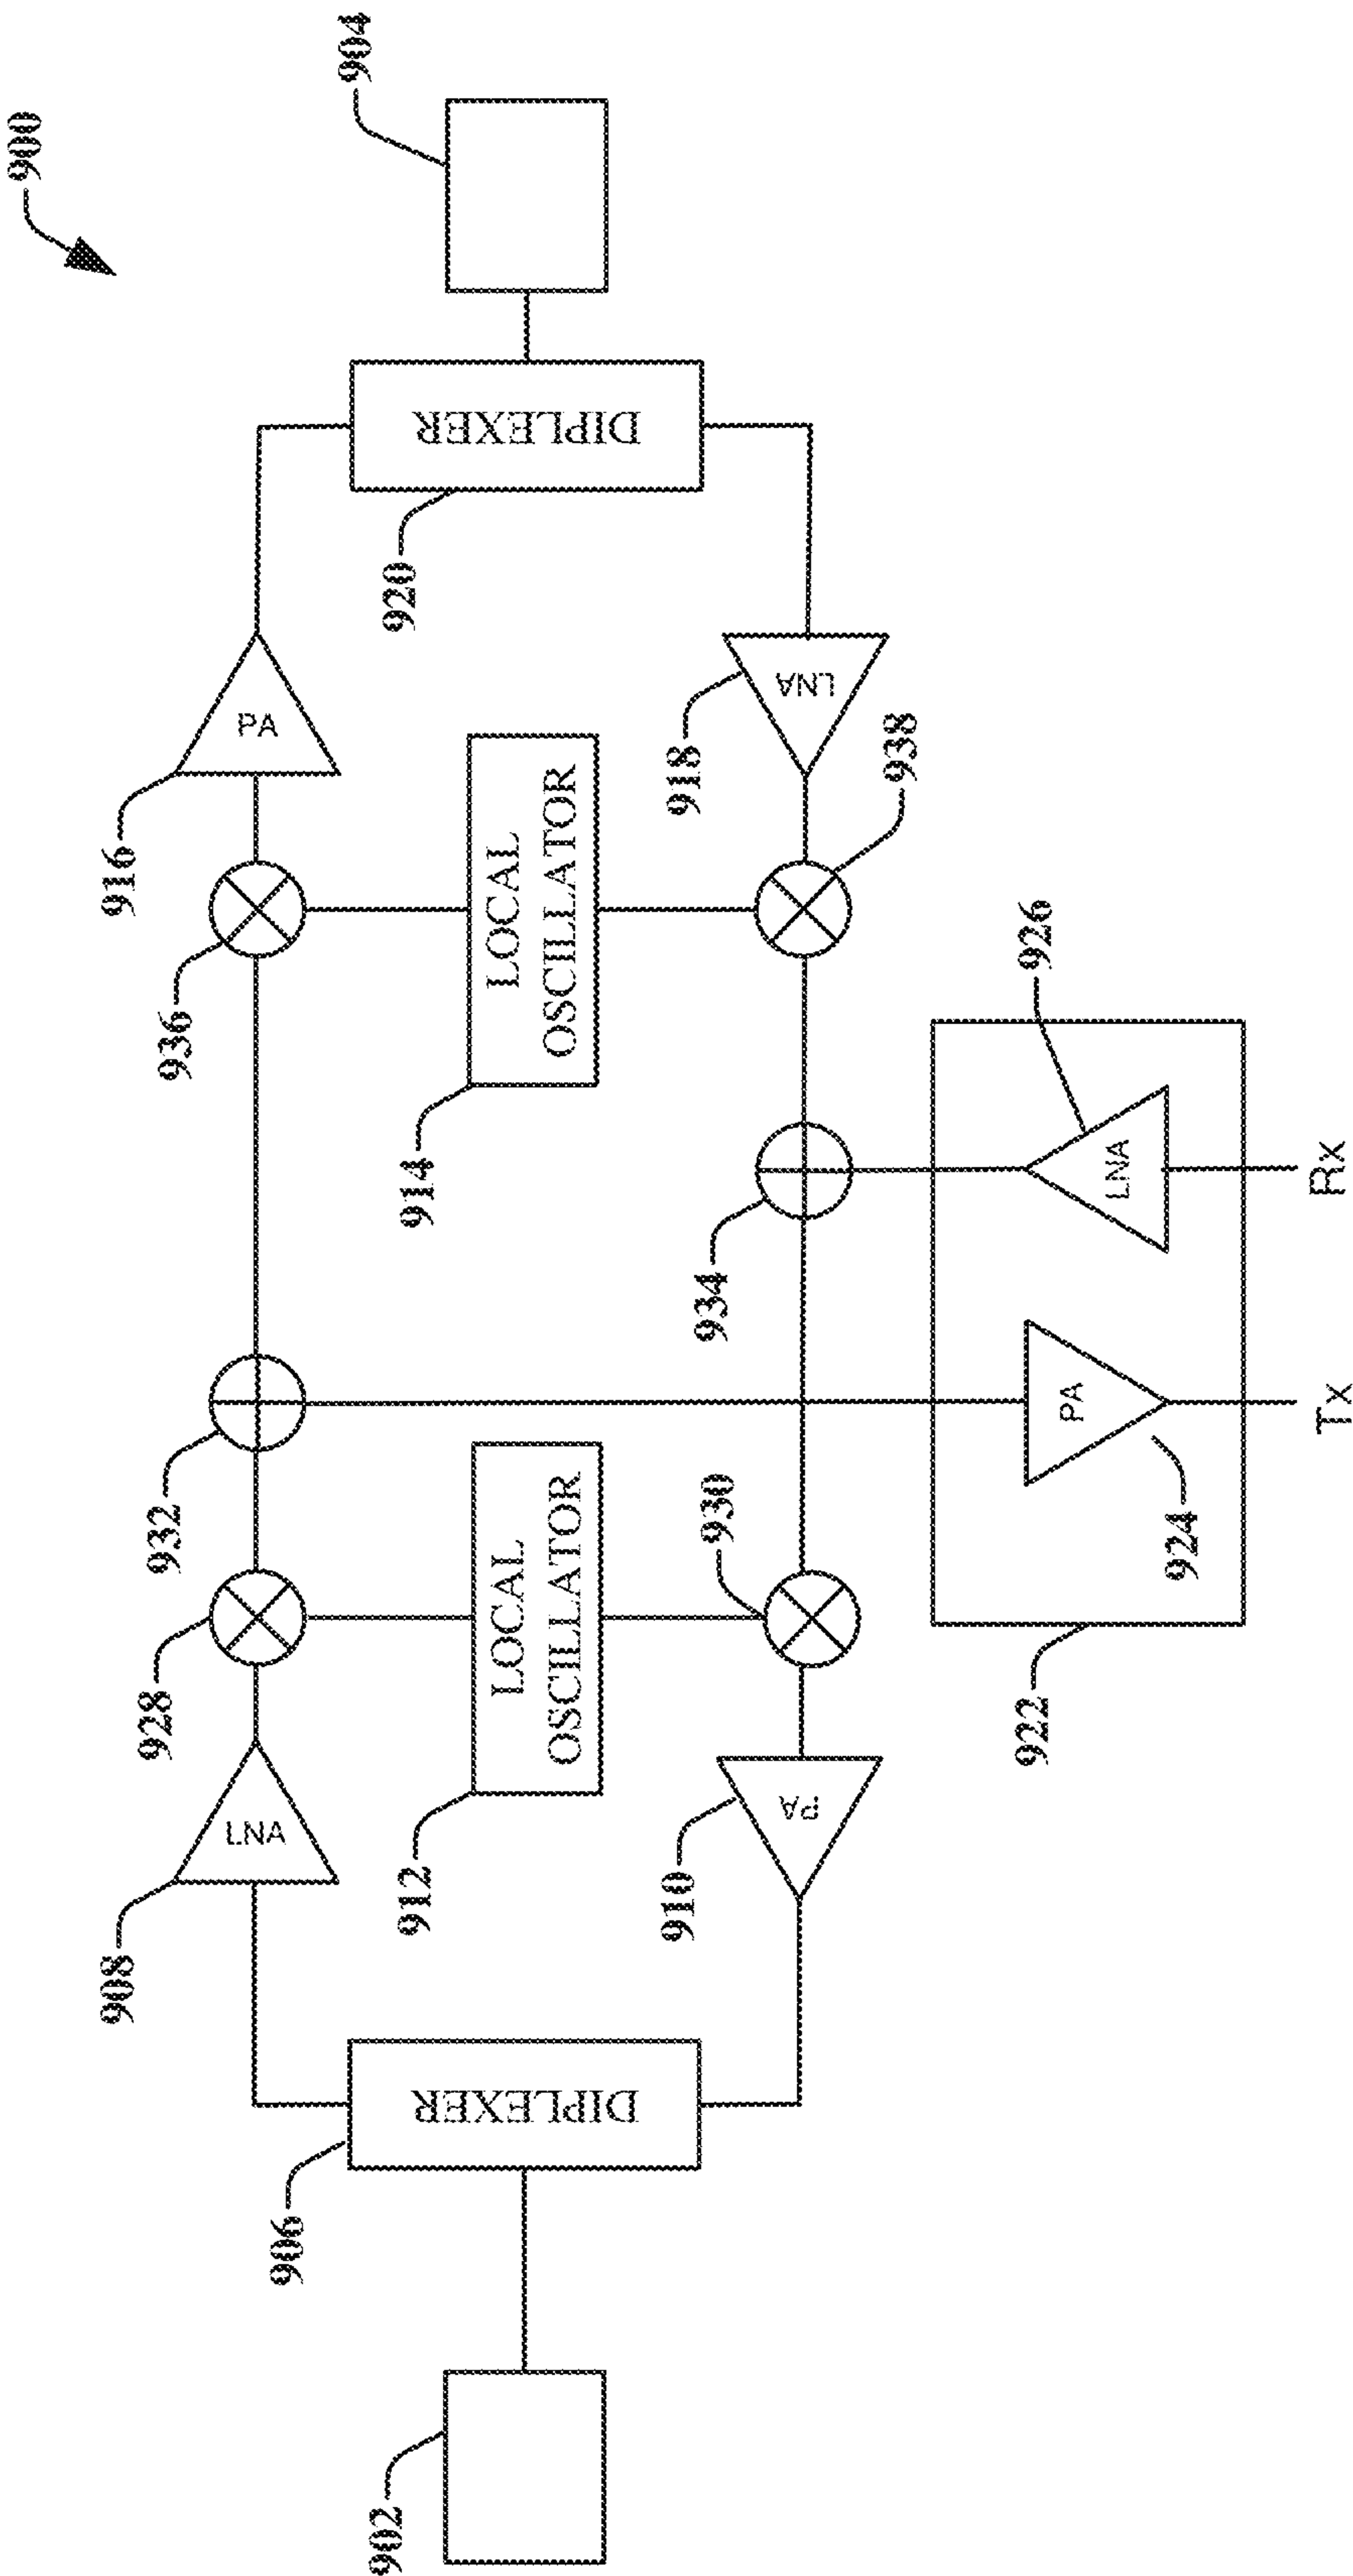 900
904
916
PA
936
920
DIPLEXER
914
LOCAL
OSCILLATOR
918
LNA
938
926
LNA
Rx
934
932
928
912
LOCAL
OSCILLATOR
930
PA
924
Tx
922
908
LNA
910
PA
906
DIPLEXER
902